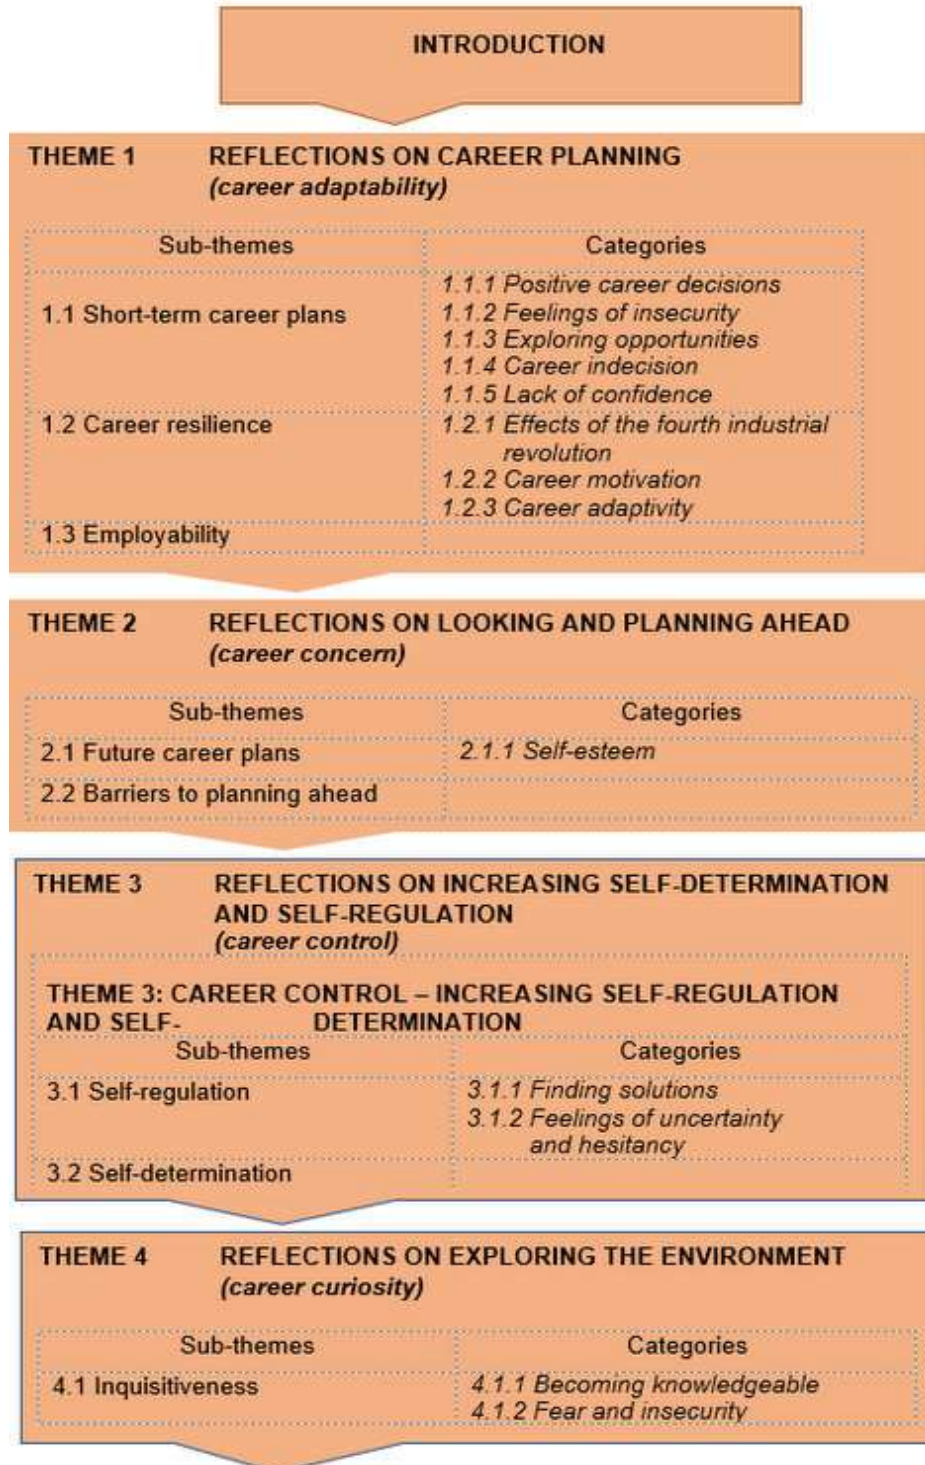 INTRODUCTION
THEME 1 REFLECTIONS ON CAREER PLANNING
(career adaptability)
Sub-themes Categories
1.1 Short-term career plans
1.1.1 Positive career decisions
1.1.2 Feelings of insecurity
1.1.3 Exploring opportunities
1.1.4 Career indecision
1.1.5 Lack of confidence
1.2 Career resilience
1.2.1 Effects of the fourth industrial
revolution
1.2.2 Career motivation
1.2.3 Career adaptivity
1.3 Employability
THEME 2 REFLECTIONS ON LOOKING AND PLANNING AHEAD
(career concern)
Sub-themes Categories
2.1 Future career plans 2.1.1 Self-esteem
2.2 Barriers to planning ahead
THEME 3 REFLECTIONS ON INCREASING SELF-DETERMINATION
AND SELF-REGULATION
(career control)
THEME 3: CAREER CONTROL – INCREASING SELF-REGULATION
AND SELF- DETERMINATION
Sub-themes Categories
3.1 Self-regulation 3.1.1 Finding solutions
3.1.2 Feelings of uncertainty
and hesitancy
3.2 Self-determination
THEME 4 REFLECTIONS ON EXPLORING THE ENVIRONMENT
(career curiosity)
Sub-themes Categories
4.1 Inquisitiveness 4.1.1 Becoming knowledgeable
4.1.2 Fear and insecurity